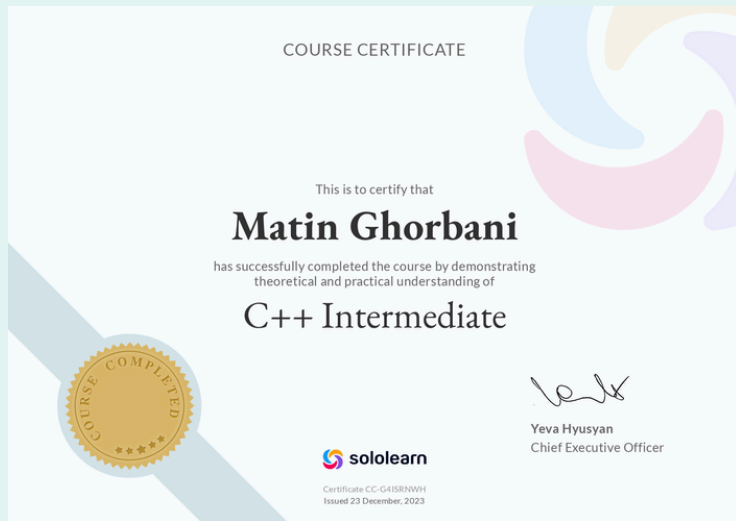 COURSE CERTIFICATE
This is to certify that
Matin Ghorbani
has successfully completed the course by demonstrating
theoretical and practical understanding of
C++ Intermediate
COURSE COMPLETED
Yeva Hyusyan
Chief Executive Officer
sololearn
Certificate CC-G4ISRNWH
Issued 23 December, 2023